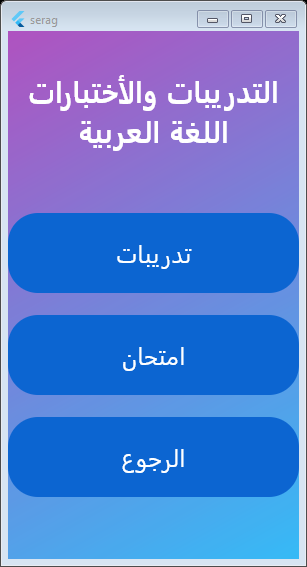 serag
التدريبات والأختبارات
اللغة العربية
تدريبات
امتحان
الرجوع